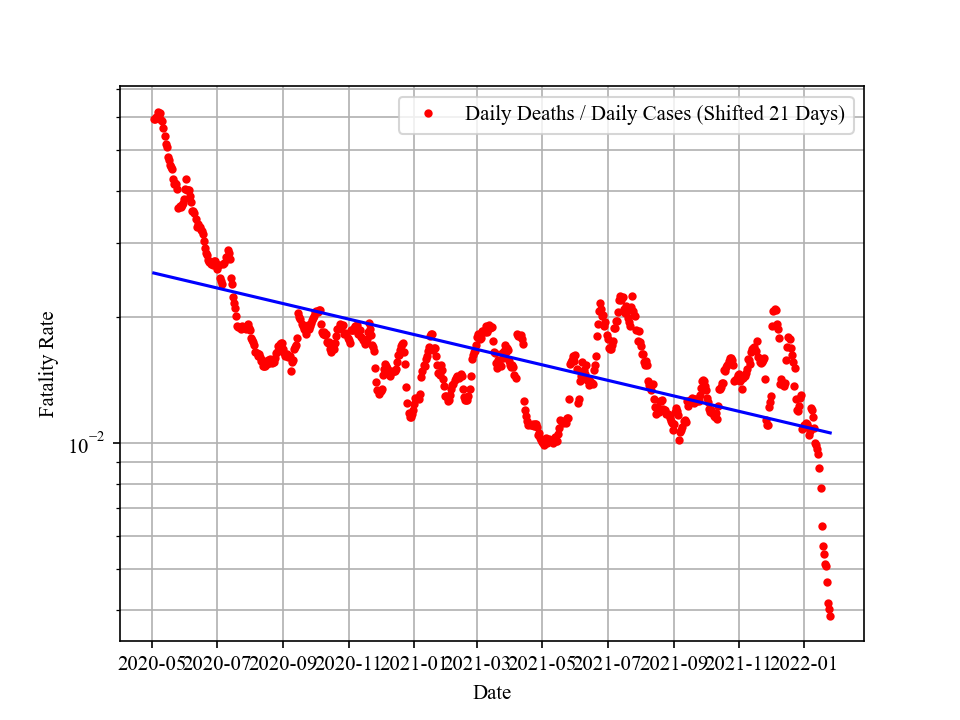 Daily Deaths / Daily Cases (Shifted 21 Days)
Fatality Rate
10⁻²
2020-05 2020-07 2020-09 2020-11 2021-01 2021-03 2021-05 2021-07 2021-09 2021-11 2022-01
Date